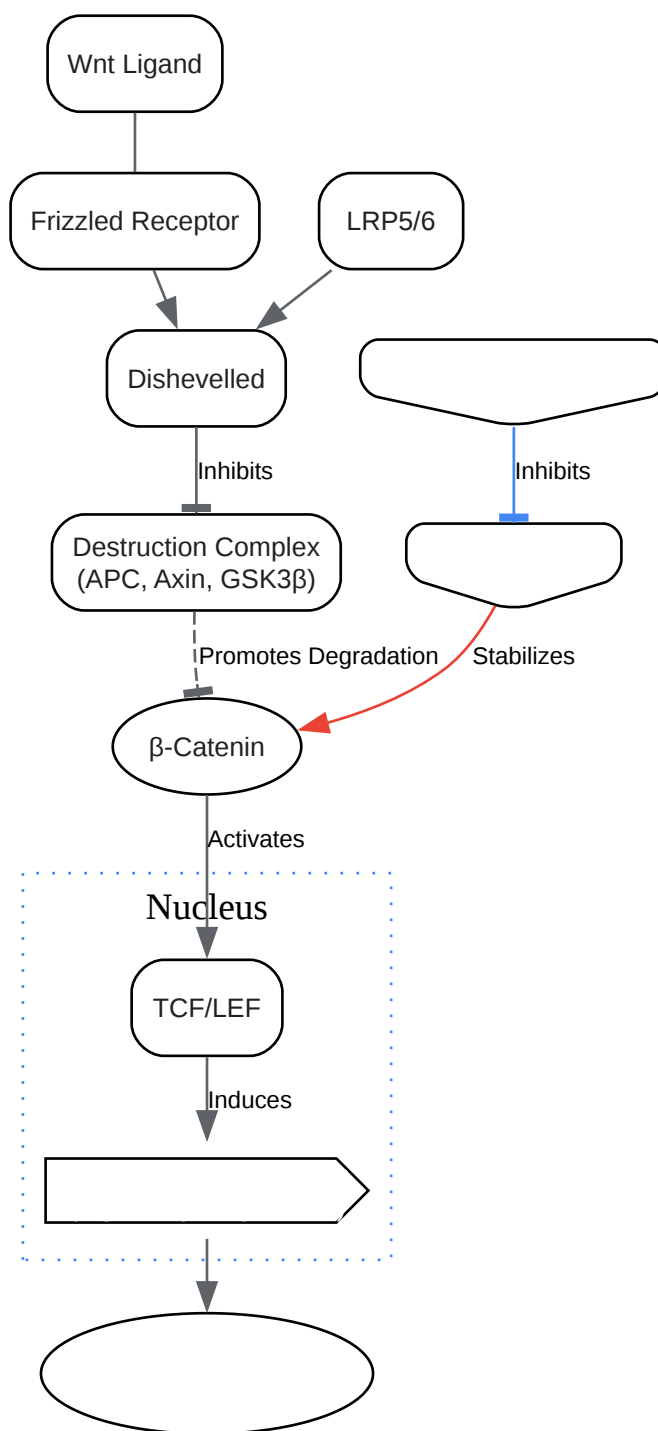 Wnt Ligand
Frizzled Receptor
LRP5/6
Dishevelled
Inhibits
Inhibits
Destruction Complex
(APC, Axin, GSK3β)
Promotes Degradation
Stabilizes
β-Catenin
Activates
Nucleus
TCF/LEF
Induces